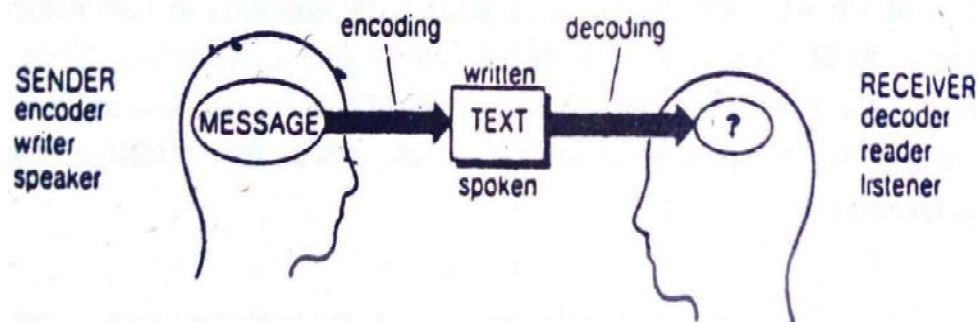 encoding
decoding
SENDER
encoder
writer
speaker
MESSAGE
written
TEXT
spoken
?
RECEIVER
decoder
reader
listener